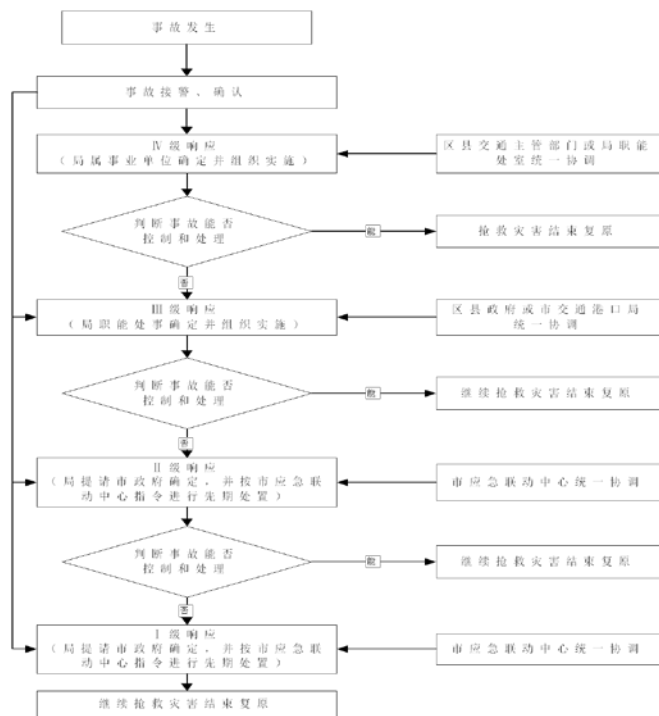 事故发生
事故接警、确认
Ⅳ级响应
（局属事业单位确定并组织实施）
区县交通主管部门或局职能
处室统一协调
判断事故能否
控制和处理
能
抢救灾害结束复原
否
Ⅲ级响应
（局职能处事确定并组织实施）
区县政府或市交通港口局
统一协调
判断事故能否
控制和处理
能
继续抢救灾害结束复原
否
Ⅱ级响应
（局提请市政府确定，并按市应急联
动中心指令进行先期处置）
市应急联动中心统一协调
判断事故能否
控制和处理
能
继续抢救灾害结束复原
否
Ⅰ级响应
（局提请市政府确定，并按市应急联
动中心指令进行先期处置）
市应急联动中心统一协调
继续抢救灾害结束复原